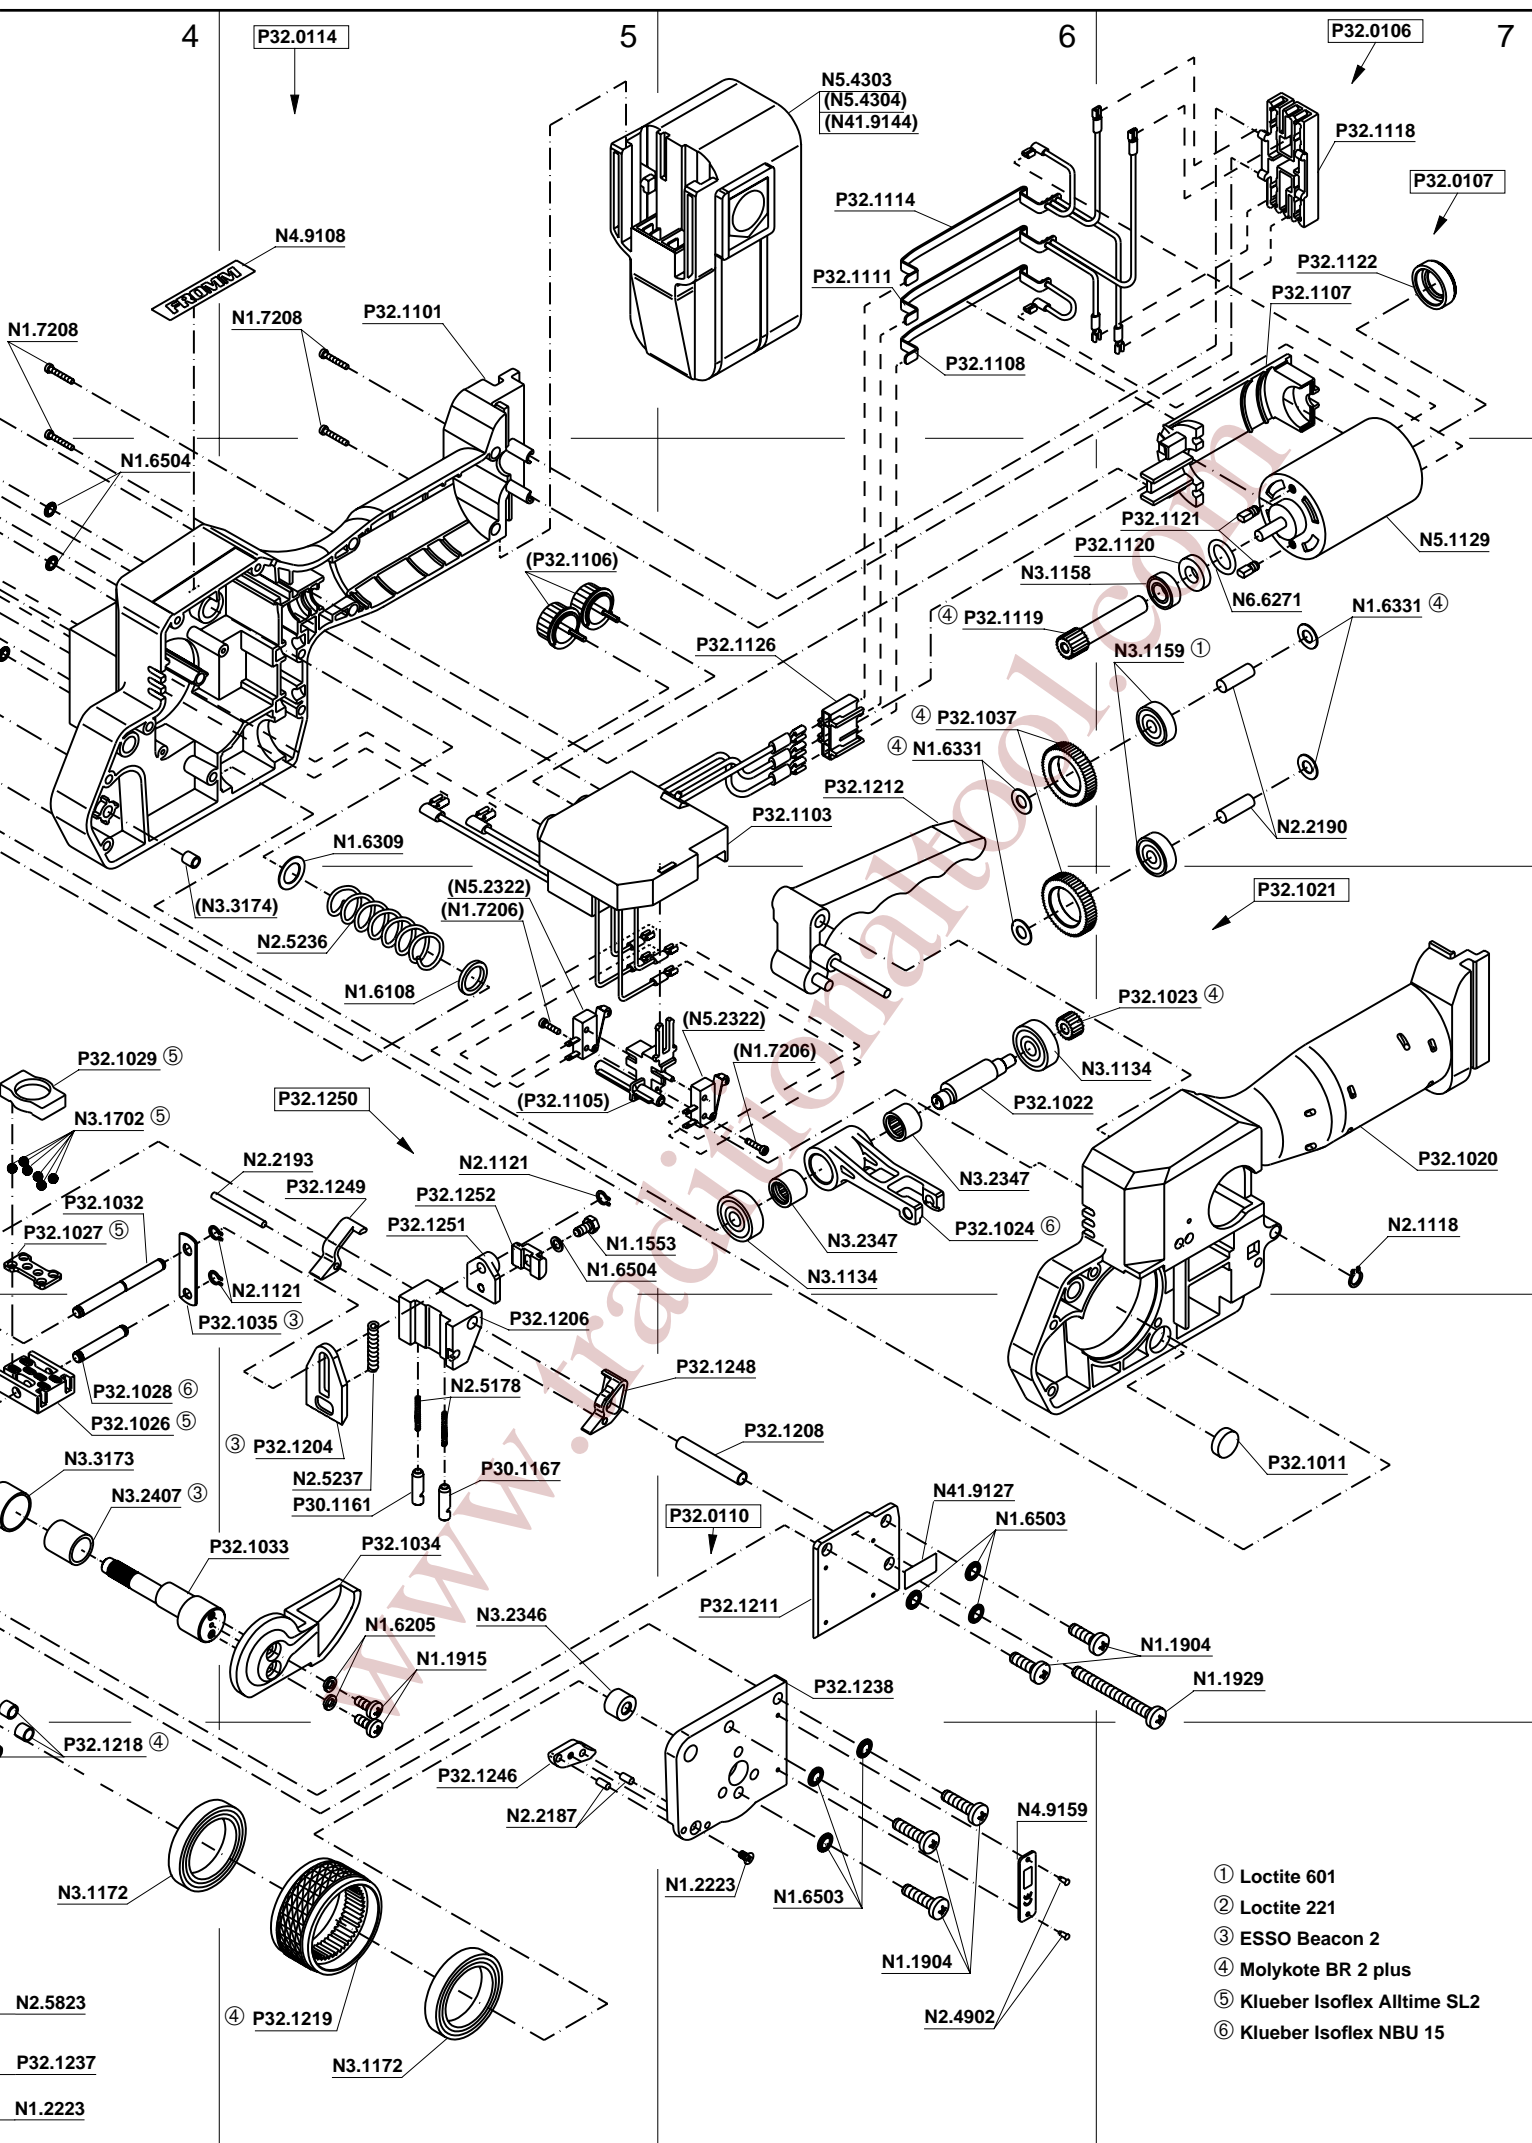 4
P32.0114
5
6
P32.0106
7
N5.4303
(N5.4304)
(N41.9144)
P32.1118
P32.0107
P32.1114
N4.9108
FROMM
P32.1122
P32.1111
P32.1107
N1.7208
N1.7208
P32.1101
P32.1108
N1.6504
P32.1121
P32.1120
N5.1129
(P32.1106)
N3.1158
N6.6271
N1.6331 ④
④ P32.1119
P32.1126
N3.1159 ①
④ P32.1037
④ N1.6331
P32.1212
P32.1103
N2.2190
N1.6309
(N5.2322)
(N1.7206)
P32.1021
(N3.3174)
N2.5236
N1.6108
P32.1023 ④
(N5.2322)
(N1.7206)
P32.1029 ⑤
N3.1134
P32.1250
(P32.1105)
P32.1022
N3.1702 ⑤
N2.2193
N2.1121
P32.1020
P32.1249
P32.1252
N3.2347
P32.1032
P32.1251
P32.1024 ⑥
N2.1118
P32.1027 ⑤
N1.1553
N3.2347
N1.6504
N3.1134
N2.1121
P32.1035 ③
P32.1206
P32.1248
N2.5178
P32.1028 ⑥
P32.1026 ⑤
P32.1208
③ P32.1204
N3.3173
P32.1011
N2.5237
P30.1167
N3.2407 ③
P30.1161
N41.9127
P32.0110
N1.6503
P32.1033
P32.1034
P32.1211
N3.2346
N1.6205
N1.1904
N1.1915
N1.1929
P32.1238
P32.1218 ④
P32.1246
N2.2187
N4.9159
N1.2223
N1.6503
N3.1172
N1.1904
① Loctite 601
② Loctite 221
③ ESSO Beacon 2
④ Molykote BR 2 plus
⑤ Klueber Isoflex Alltime SL2
⑥ Klueber Isoflex NBU 15
N2.5823
④ P32.1219
N2.4902
P32.1237
N3.1172
N1.2223
www.traditionaltool.com